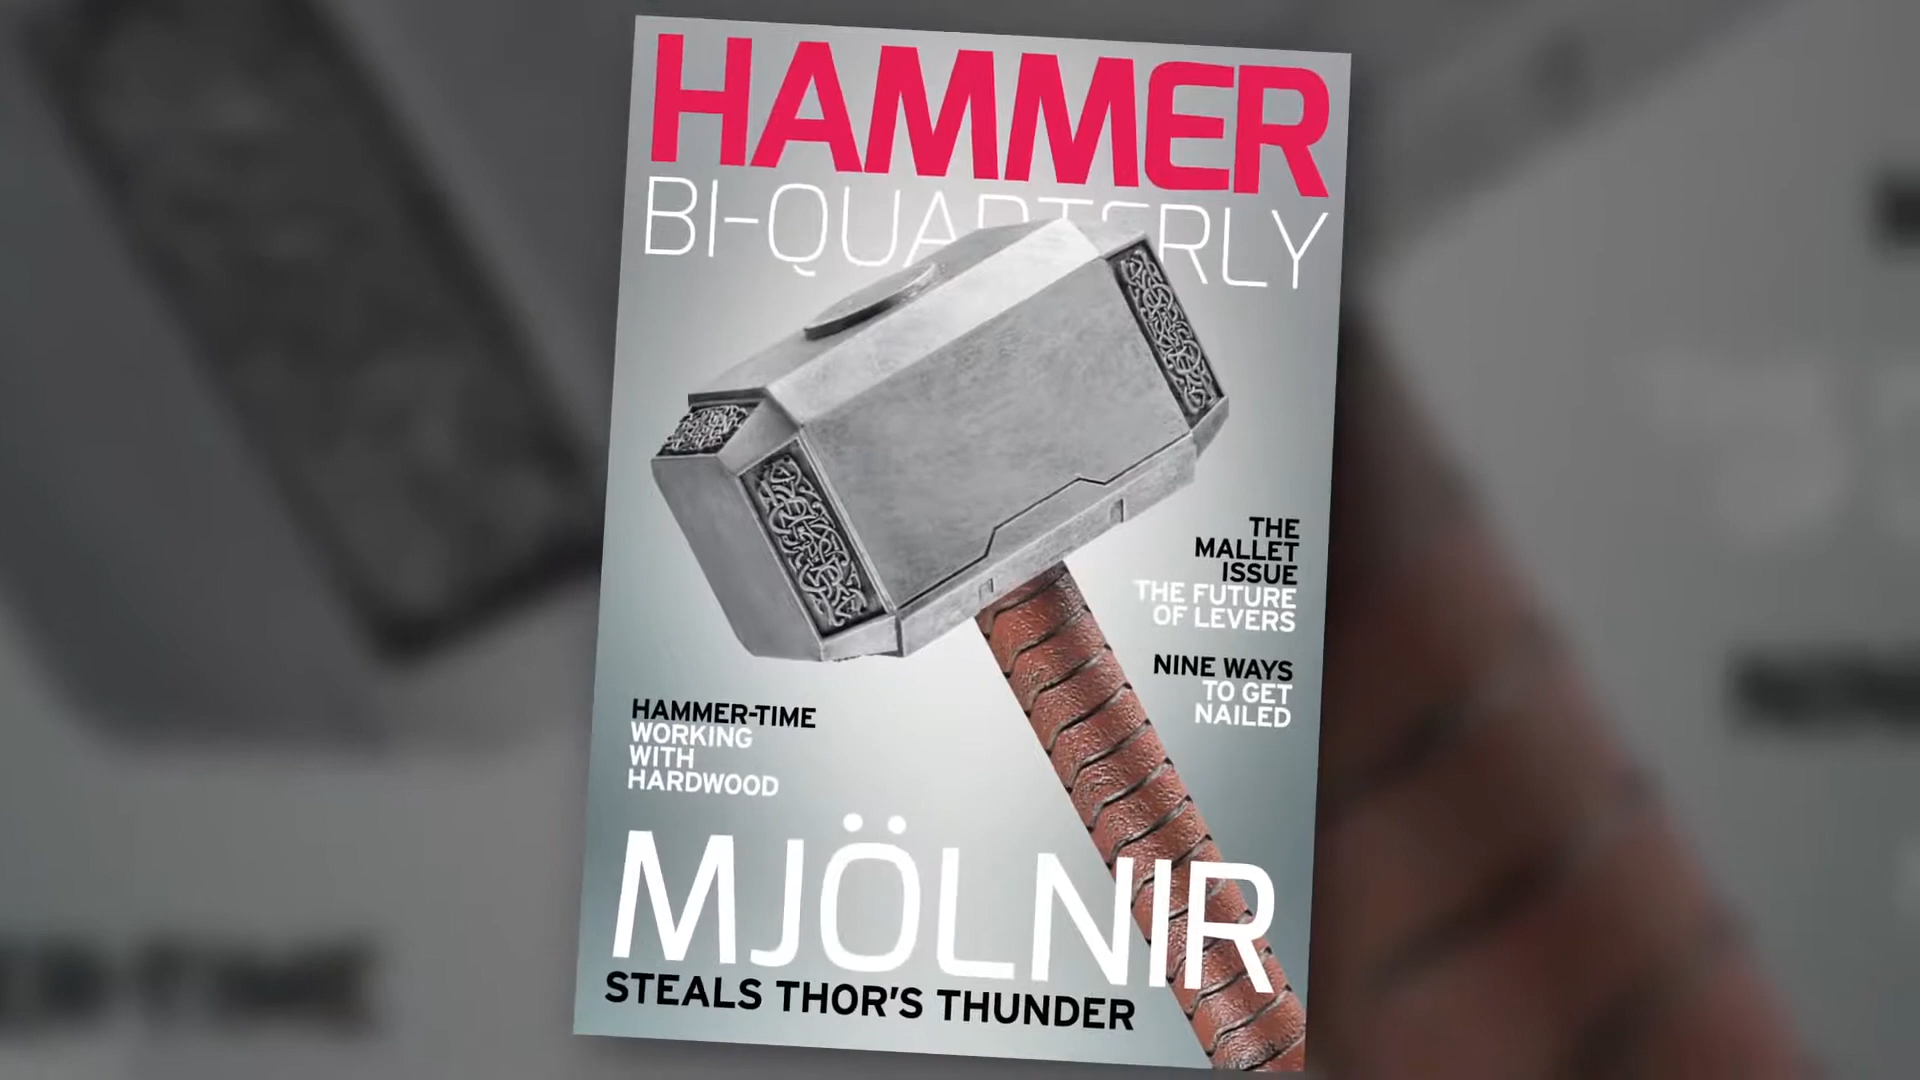 HAMMER
BI-QUARTERLY
THE
MALLET
ISSUE
THE FUTURE
OF LEVERS
NINE WAYS
TO GET
NAILED
HAMMER-TIME
WORKING
WITH
HARDWOOD
MJÖLNIR
STEALS THOR'S THUNDER